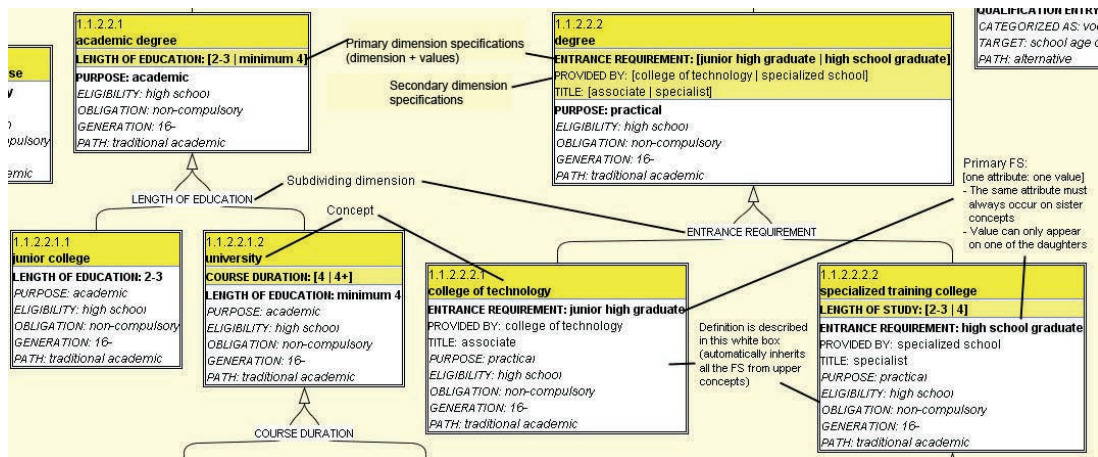 1.1.2.2.1
academic degree
LENGTH OF EDUCATION: [2-3 | minimum 4]
PURPOSE: academic
ELIGIBILITY: high school
OBLIGATION: non-compulsory
GENERATION: 16-
PATH: traditional academic
Primary dimension specifications
(dimension + values)
Secondary dimension
specifications
1.1.2.2.2
degree
ENTRANCE REQUIREMENT: [junior high graduate | high school graduate]
PROVIDED BY: [college of technology | specialized school]
TITLE: [associate | specialist]
PURPOSE: practical
ELIGIBILITY: high school
OBLIGATION: non-compulsory
GENERATION: 16-
PATH: traditional academic
QUALIFICATION ENTRY
CATEGORIZED AS: voc
TARGET: school age c
PATH: alternative
se
ompulsory
demic
LENGTH OF EDUCATION
Subdividing dimension
Concept
ENTRANCE REQUIREMENT
Primary FS:
[one attribute: one value]
- The same attribute must
always occur on sister
concepts
- Value can only appear
on one of the daughters
1.1.2.2.1.1
junior college
LENGTH OF EDUCATION: 2-3
PURPOSE: academic
ELIGIBILITY: high school
OBLIGATION: non-compulsory
GENERATION: 16-
PATH: traditional academic
1.1.2.2.1.2
university
COURSE DURATION: [4 | 4+]
LENGTH OF EDUCATION: minimum 4
PURPOSE: academic
ELIGIBILITY: high school
OBLIGATION: non-compulsory
GENERATION: 16-
PATH: traditional academic
COURSE DURATION
1.1.2.2.2.1
college of technology
ENTRANCE REQUIREMENT: junior high graduate
PROVIDED BY: college of technology
TITLE: associate
PURPOSE: practical
ELIGIBILITY: high school
OBLIGATION: non-compulsory
GENERATION: 16-
PATH: traditional academic
Definition is described
in this white box
(automatically inherits
all the FS from upper
concepts)
1.1.2.2.2.2
specialized training college
LENGTH OF STUDY: [2-3 | 4]
ENTRANCE REQUIREMENT: high school graduate
PROVIDED BY: specialized school
TITLE: specialist
PURPOSE: practical
ELIGIBILITY: high school
OBLIGATION: non-compulsory
GENERATION: 16-
PATH: traditional academic